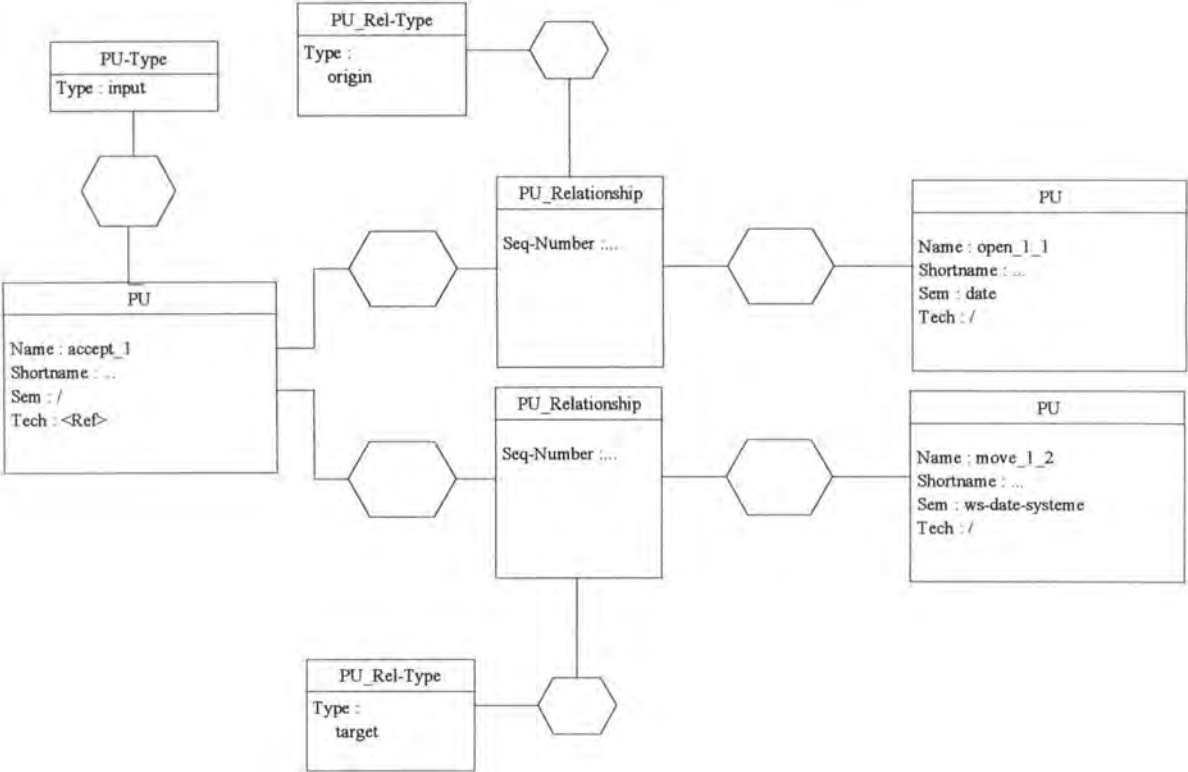 PU_Rel-Type
Type :
origin
PU-Type
Type : input
PU_Relationship
Seq-Number :...
PU
Name : open_1_1
Shortname : ...
Sem : date
Tech : /
PU
Name : accept_1
Shortname : ...
Sem : /
Tech : <Ref>
PU_Relationship
Seq-Number :...
PU
Name : move_1_2
Shortname : ...
Sem : ws-date-systeme
Tech : /
PU_Rel-Type
Type :
target